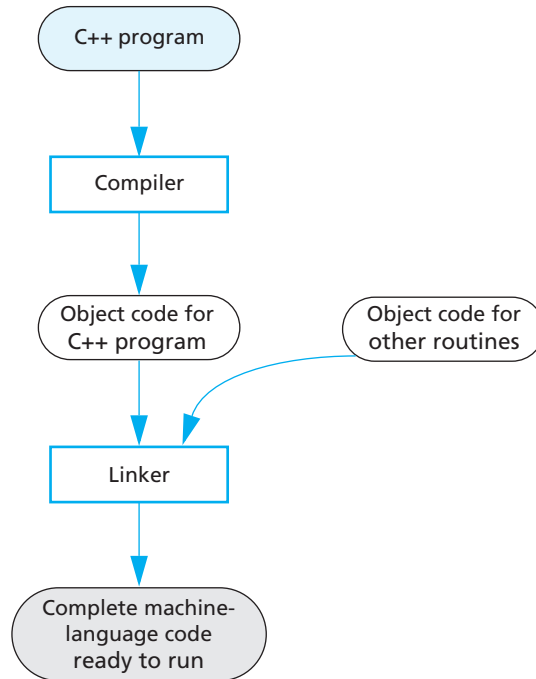 C++ program
Compiler
Object code for
C++ program
Object code for
other routines
Linker
Complete machine-
language code
ready to run